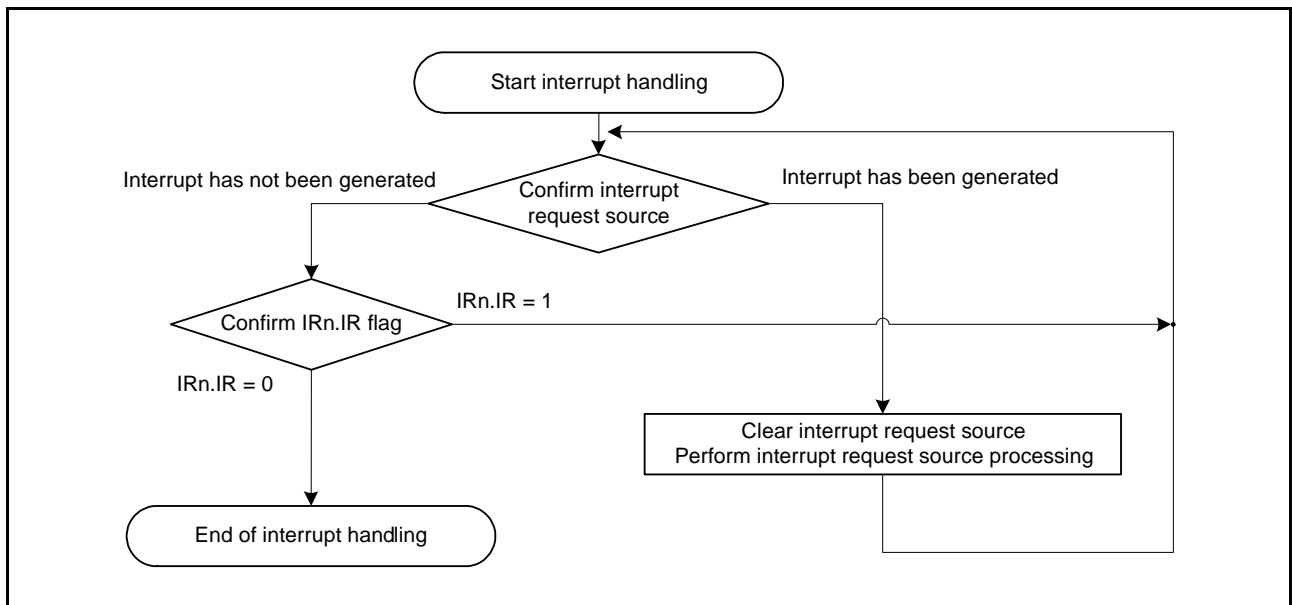 Start interrupt handling
Interrupt has not been generated
Interrupt has been generated
Confirm interrupt
request source
IRn.IR = 1
Confirm IRn.IR flag
IRn.IR = 0
Clear interrupt request source
Perform interrupt request source processing
End of interrupt handling